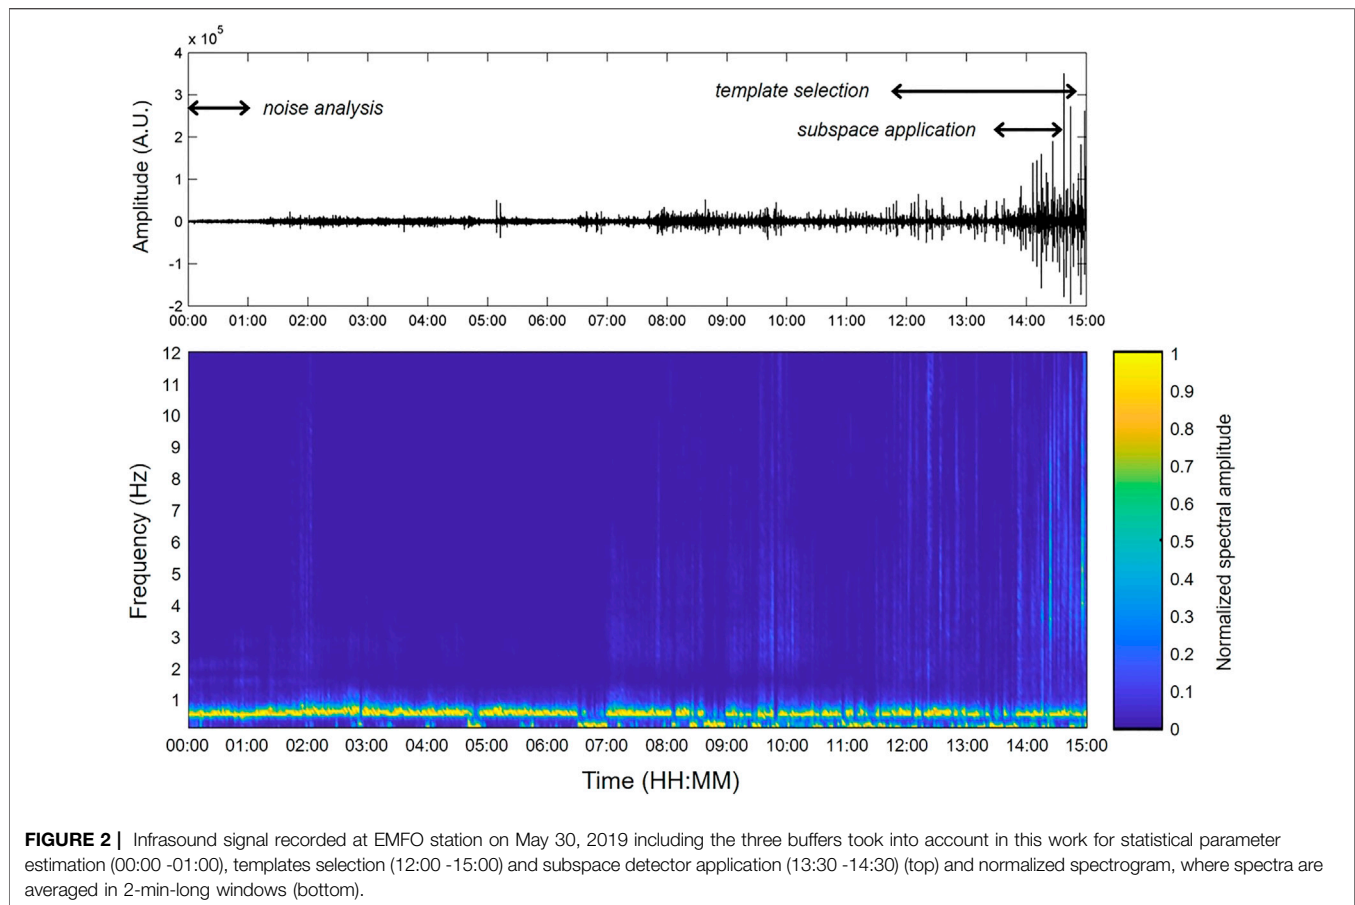 × 10⁵
4
3
2
1
0
-1
-2
Amplitude (A.U.)
noise analysis
template selection
subspace application
00:00 01:00 02:00 03:00 04:00 05:00 06:00 07:00 08:00 09:00 10:00 11:00 12:00 13:00 14:00 15:00
12
11
10
9
8
7
6
5
4
3
2
1
Frequency (Hz)
00:00 01:00 02:00 03:00 04:00 05:00 06:00 07:00 08:00 09:00 10:00 11:00 12:00 13:00 14:00 15:00
Time (HH:MM)
1
0.9
0.8
0.7
0.6
0.5
0.4
0.3
0.2
0.1
0
Normalized spectral amplitude
FIGURE 2 | Infrasound signal recorded at EMFO station on May 30, 2019 including the three buffers took into account in this work for statistical parameter
estimation (00:00 -01:00), templates selection (12:00 -15:00) and subspace detector application (13:30 -14:30) (top) and normalized spectrogram, where spectra are
averaged in 2-min-long windows (bottom).